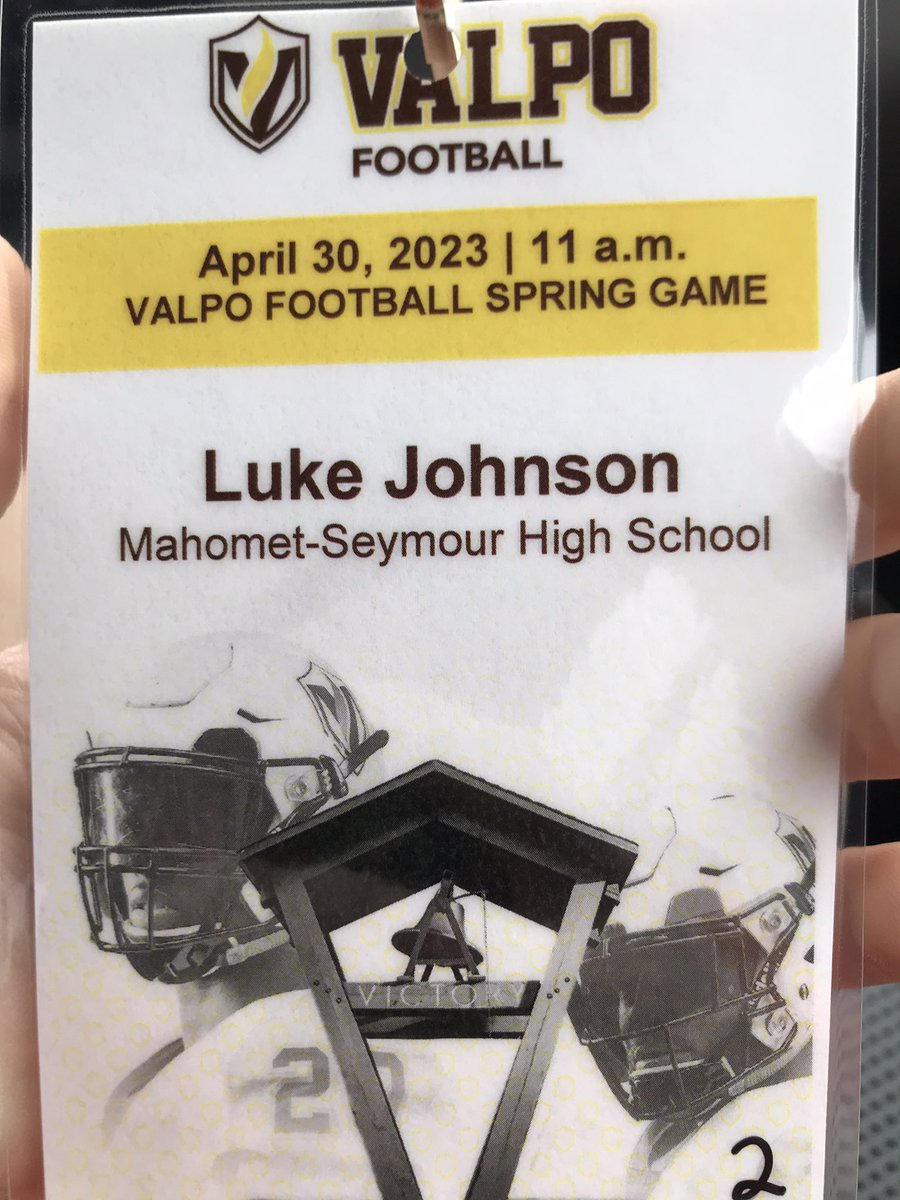 VALPO
FOOTBALL
April 30, 2023 | 11 a.m.
VALPO FOOTBALL SPRING GAME
Luke Johnson
Mahomet-Seymour High School
VICTORY
2